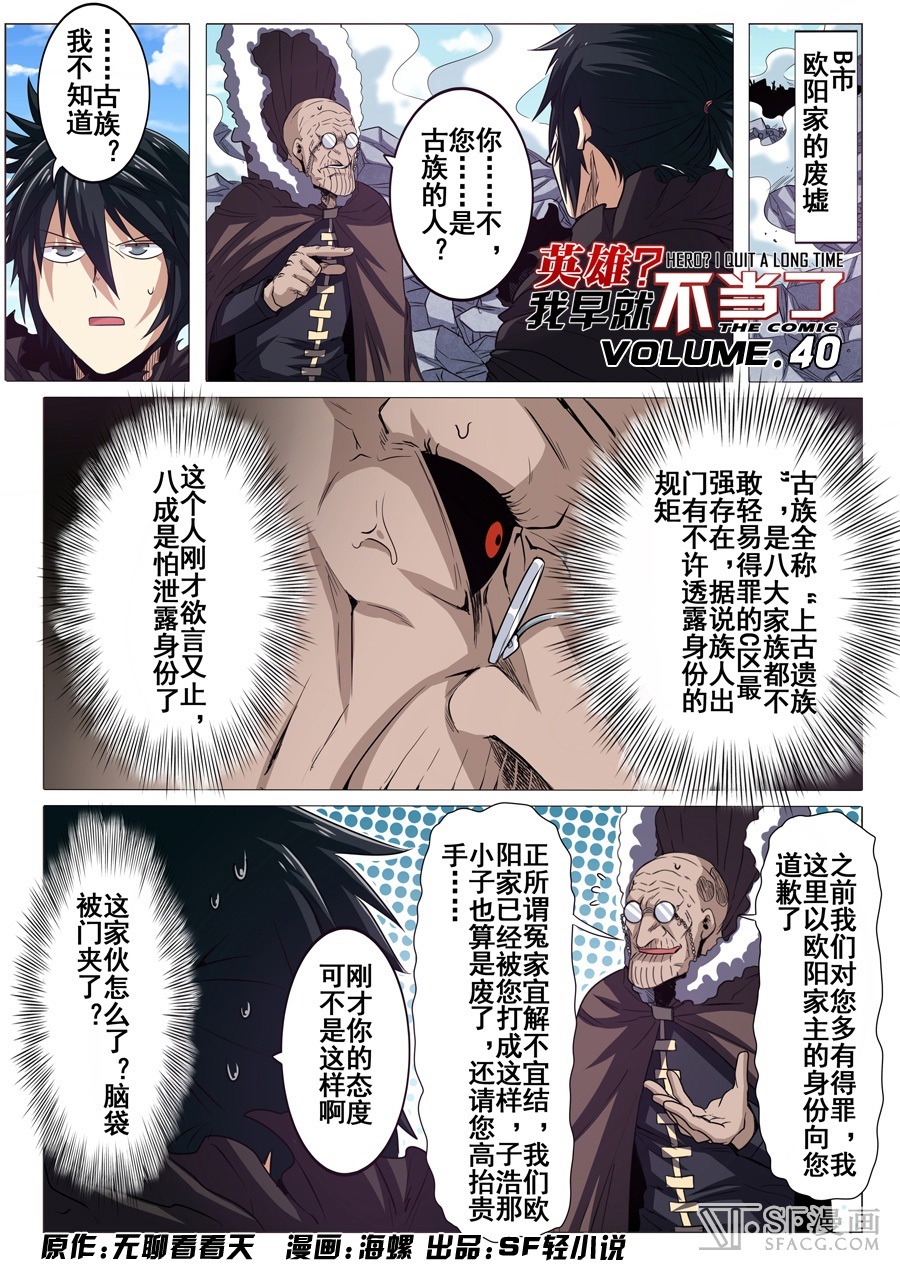 B市
欧阳家的废墟
你……不，
您……是
古族的人？
英雄？
HERO? I QUIT A LONG TIME
我早就不当了
THE COMIC
VOLUME.40
……古族？
我不知道
古族全称“上古遗族
”，是八大家族都不
敢轻易得罪的C区最
强存在，据说族人出
门有不许透露身份的
规矩
这个人刚才欲言又止，
八成是怕泄露身份了
之前我们对您多有得罪，我
这里以欧阳家主的身份向您
道歉了
正所谓冤家宜解不宜结，我们欧
阳家已经被您打成这样，子浩那
小子也算是废了，还请您高抬贵
手……
刚才你的态度
可不是这样啊
这家伙怎么了？脑袋
被门夹了？
原作：无聊看看天　漫画：海螺 出品：SF轻小说
SF漫画
SFACG.COM